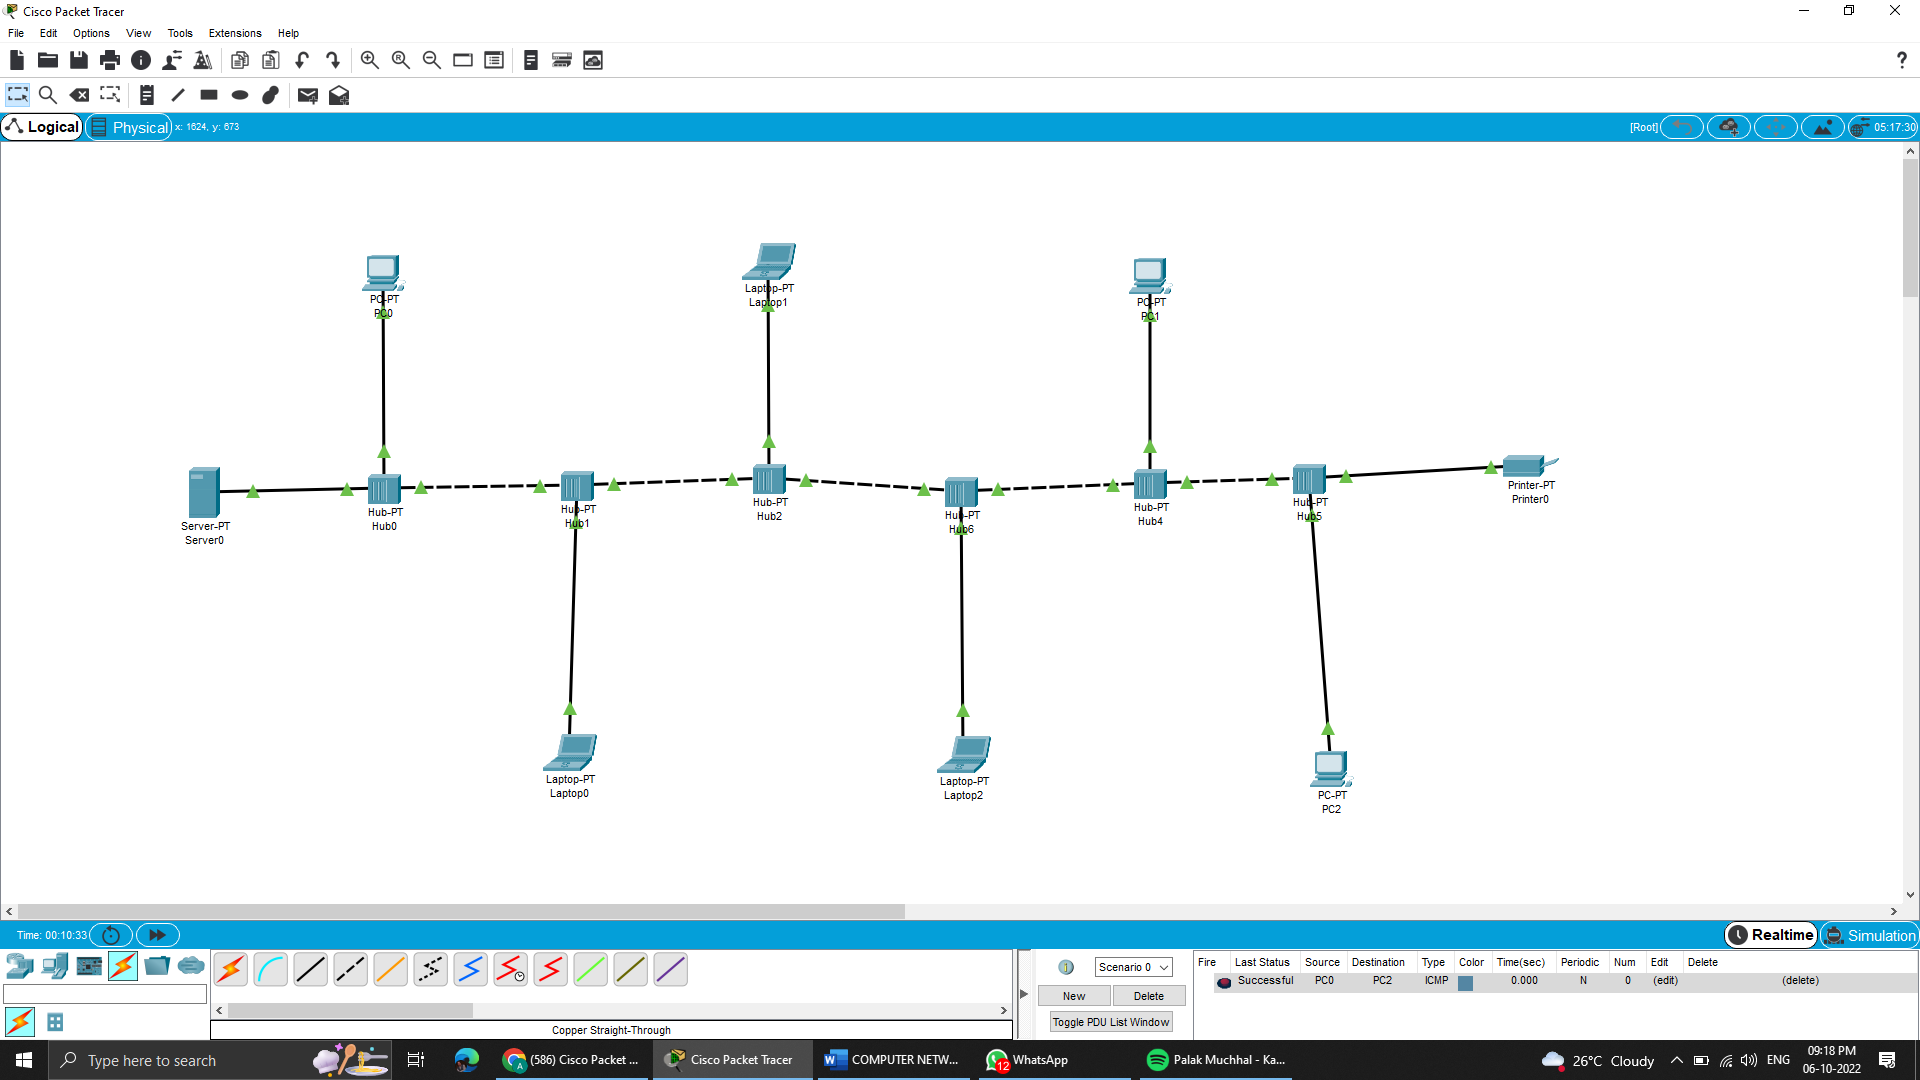 Cisco Packet Tracer
File Edit Options View Tools Extensions Help
?
Logical Physical x: 1624, y: 673 [Root] 05:17:30
PC-PT
PC0
Laptop-PT
Laptop1
PC-PT
PC1
Server-PT
Server0
Hub-PT
Hub0
Hub-PT
Hub1
Hub-PT
Hub2
Hub-PT
Hub6
Hub-PT
Hub4
Hub-PT
Hub5
Printer-PT
Printer0
Laptop-PT
Laptop0
Laptop-PT
Laptop2
PC-PT
PC2
Time: 00:10:33 Realtime Simulation
Scenario 0
New Delete
Toggle PDU List Window
Fire Last Status Source Destination Type Color Time(sec) Periodic Num Edit Delete
Successful PC0 PC2 ICMP 0.000 N 0 (edit) (delete)
Copper Straight-Through
Type here to search
(586) Cisco Packet ...
Cisco Packet Tracer
COMPUTER NETW...
12 WhatsApp
Palak Muchhal - Ka...
26°C Cloudy
ENG
09:18 PM
06-10-2022